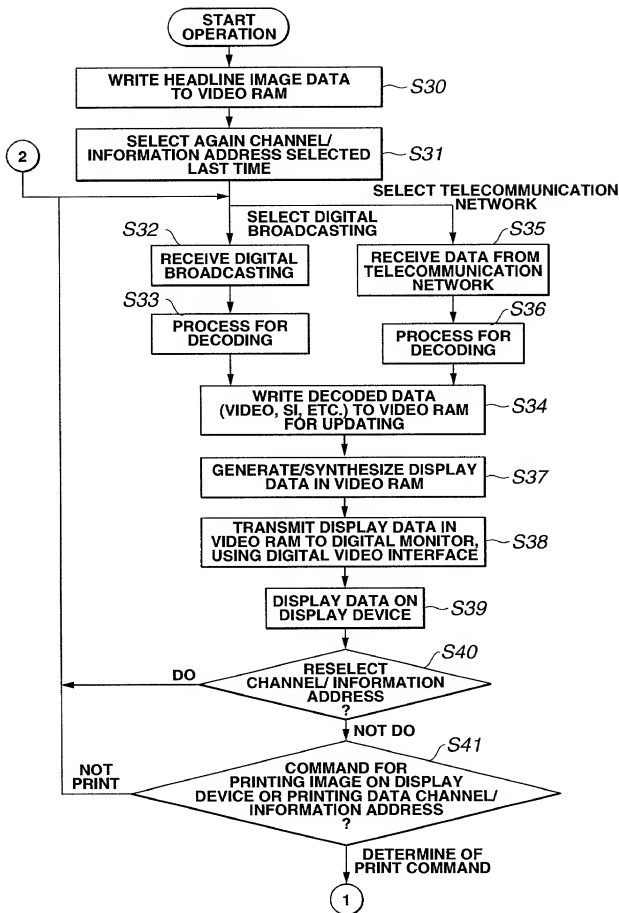 START
OPERATION
WRITE HEADLINE IMAGE DATA
TO VIDEO RAM
S30
SELECT AGAIN CHANNEL/
INFORMATION ADDRESS SELECTED
LAST TIME
S31
2
SELECT TELECOMMUNICATION
NETWORK
SELECT DIGITAL
BROADCASTING
S32
RECEIVE DIGITAL
BROADCASTING
S35
RECEIVE DATA FROM
TELECOMMUNICATION
NETWORK
S33
PROCESS FOR
DECODING
S36
PROCESS FOR
DECODING
WRITE DECODED DATA
(VIDEO, SI, ETC.) TO VIDEO RAM
FOR UPDATING
S34
GENERATE/SYNTHESIZE DISPLAY
DATA IN VIDEO RAM
S37
TRANSMIT DISPLAY DATA IN
VIDEO RAM TO DIGITAL MONITOR,
USING DIGITAL VIDEO INTERFACE
S38
DISPLAY DATA ON
DISPLAY DEVICE
S39
S40
RESELECT
CHANNEL/ INFORMATION
ADDRESS
?
DO
NOT DO
S41
COMMAND FOR
PRINTING IMAGE ON DISPLAY
DEVICE OR PRINTING DATA CHANNEL/
INFORMATION ADDRESS
?
NOT
PRINT
DETERMINE OF
PRINT COMMAND
1